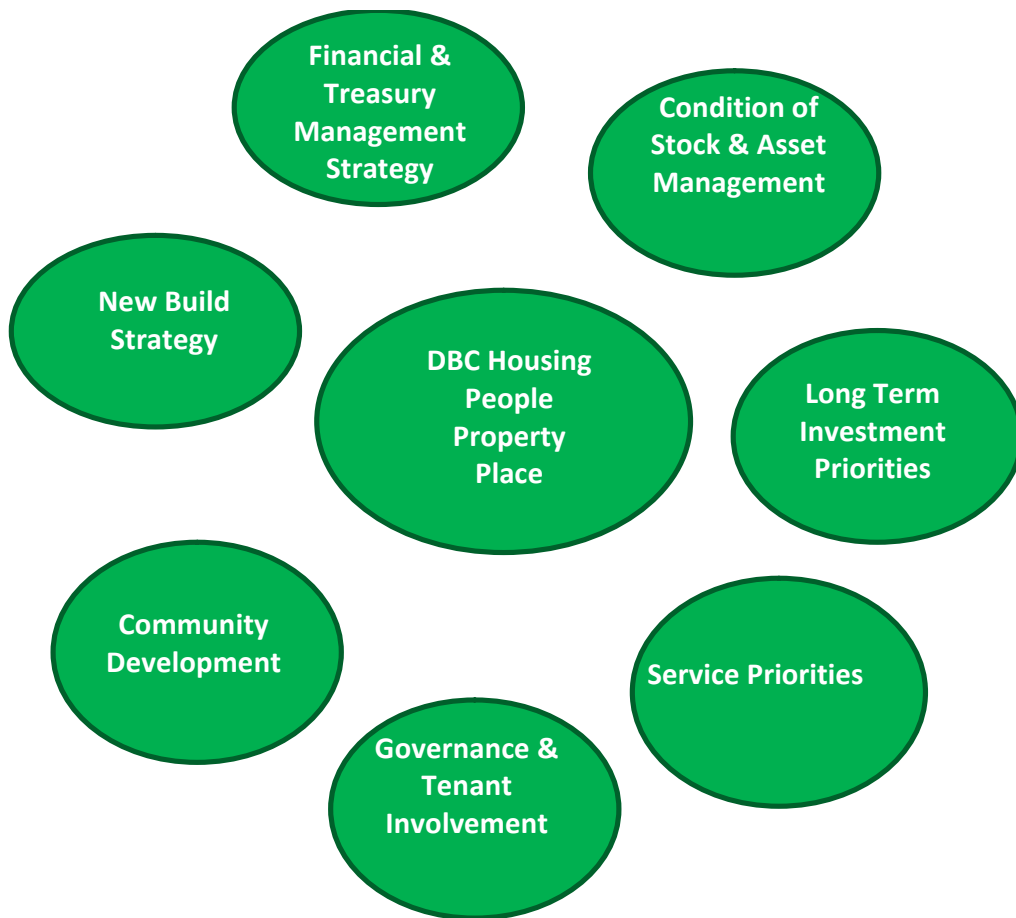 Financial &
Treasury
Management
Strategy
Condition of
Stock & Asset
Management
New Build
Strategy
DBC Housing
People
Property
Place
Long Term
Investment
Priorities
Community
Development
Service Priorities
Governance &
Tenant
Involvement